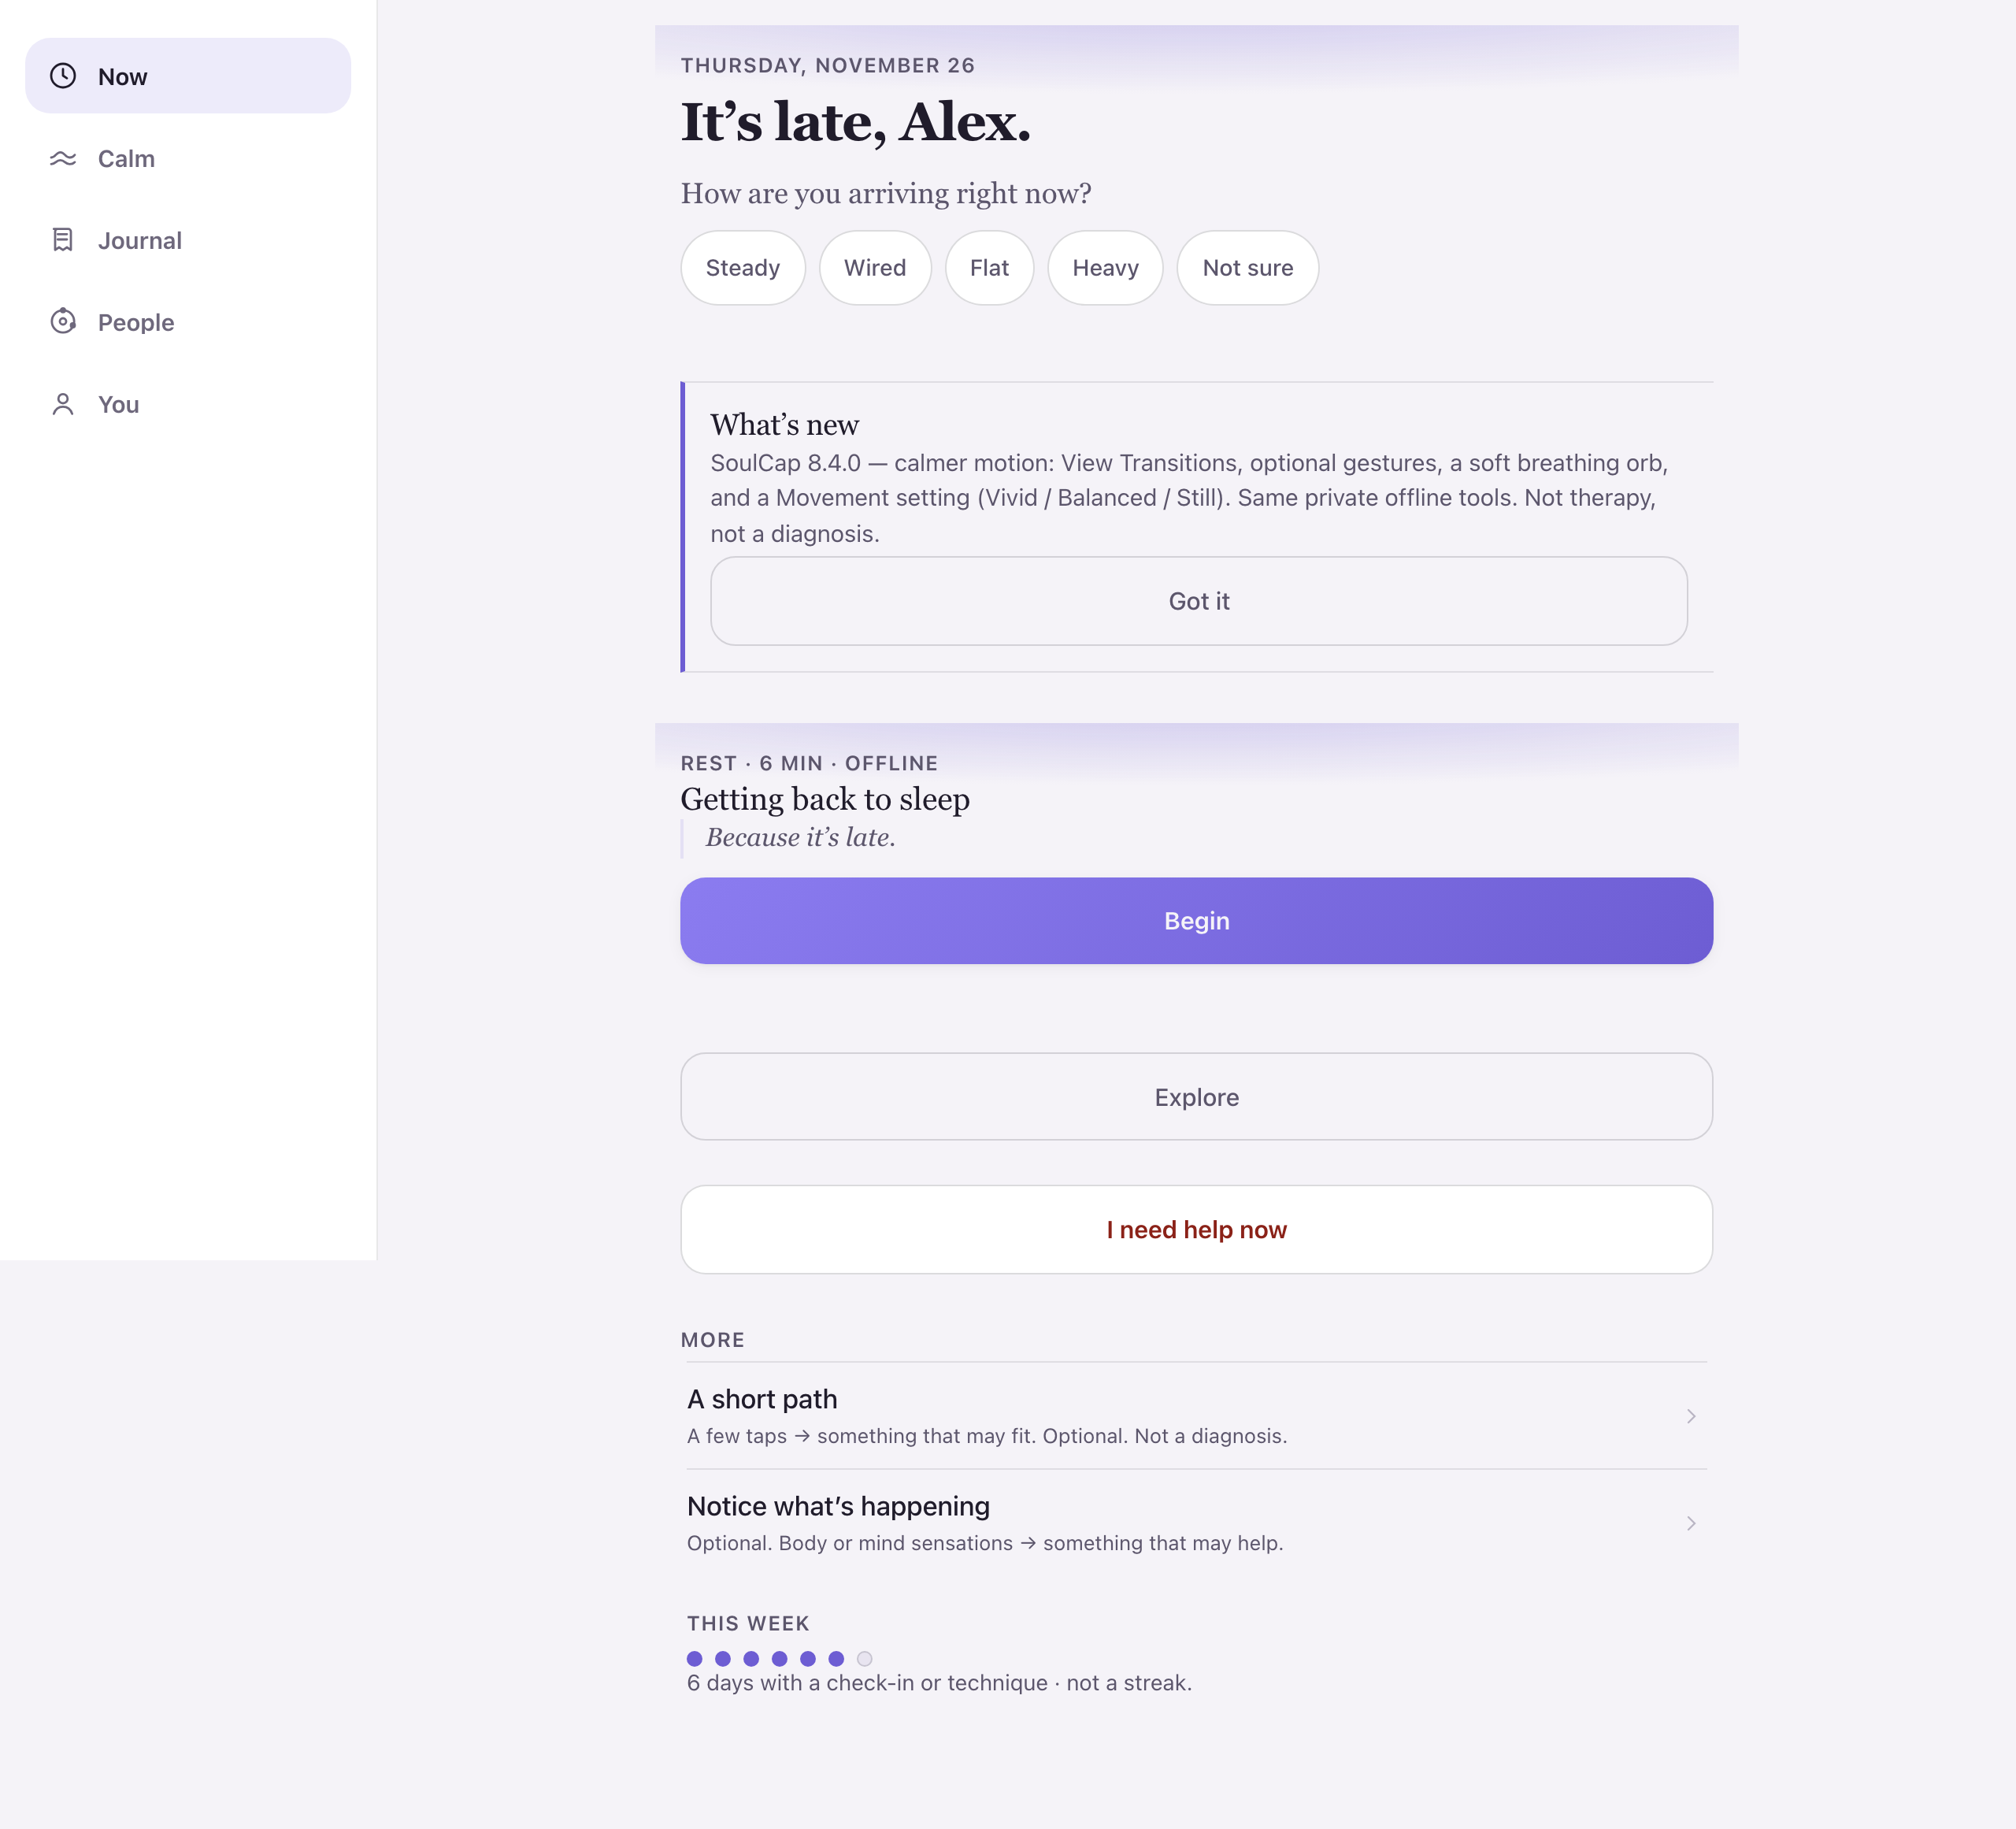 Now
Calm
Journal
People
You
THURSDAY, NOVEMBER 26
It’s late, Alex.
How are you arriving right now?
Steady
Wired
Flat
Heavy
Not sure
What’s new
SoulCap 8.4.0 — calmer motion: View Transitions, optional gestures, a soft breathing orb,
and a Movement setting (Vivid / Balanced / Still). Same private offline tools. Not therapy,
not a diagnosis.
Got it
REST · 6 MIN · OFFLINE
Getting back to sleep
Because it’s late.
Begin
Explore
I need help now
MORE
A short path
A few taps → something that may fit. Optional. Not a diagnosis.
Notice what’s happening
Optional. Body or mind sensations → something that may help.
THIS WEEK
6 days with a check-in or technique · not a streak.